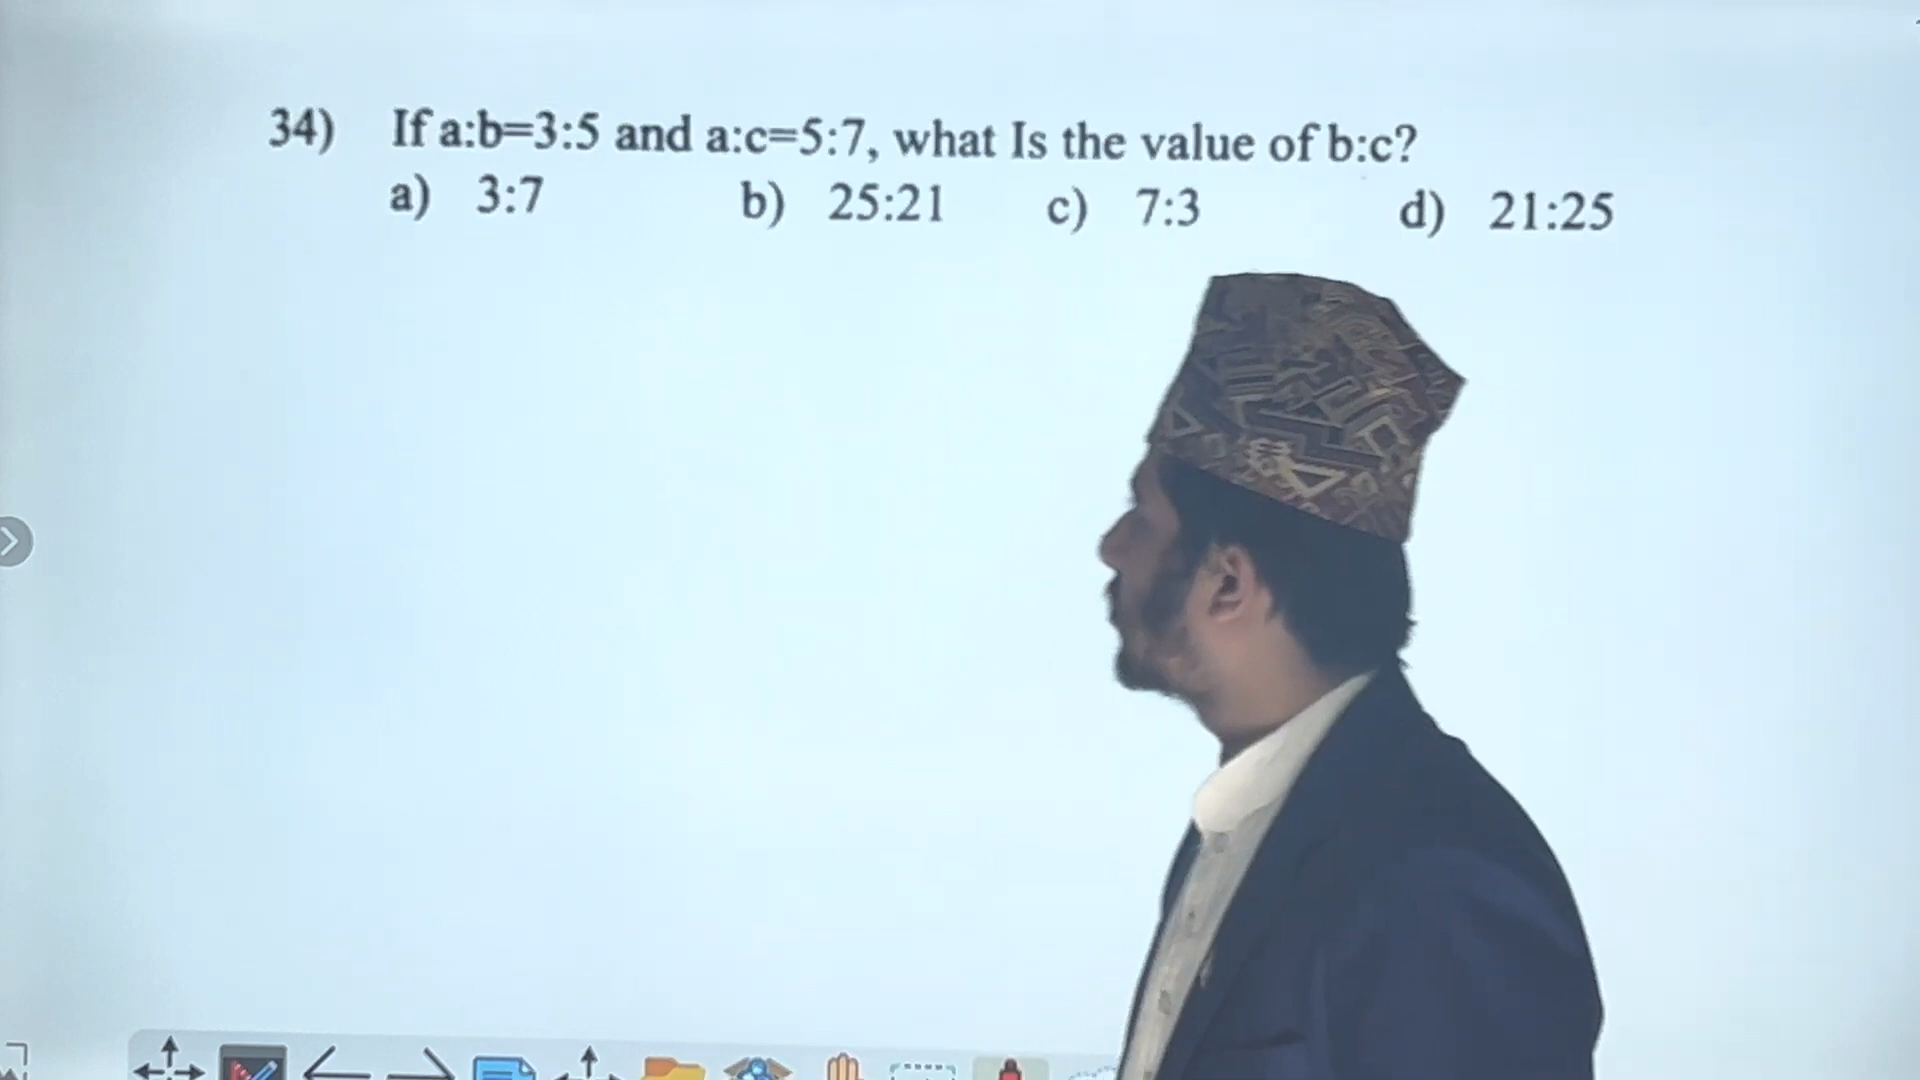 34) If a:b=3:5 and a:c=5:7, what Is the value of b:c?
a) 3:7 b) 25:21 c) 7:3 d) 21:25